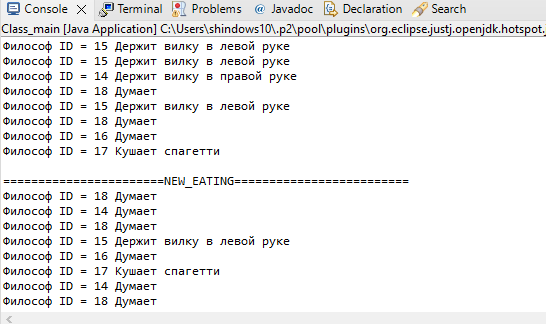 Console Terminal Problems @ Javadoc Declaration Search
Class_main [Java Application] C:\Users\shindows10\.p2\pool\plugins\org.eclipse.justj.openjdk.hotspot.
Философ ID = 15 Держит вилку в левой руке
Философ ID = 15 Держит вилку в левой руке
Философ ID = 14 Держит вилку в правой руке
Философ ID = 18 Думает
Философ ID = 15 Держит вилку в левой руке
Философ ID = 18 Думает
Философ ID = 16 Думает
Философ ID = 17 Кушает спагетти
=======================NEW_EATING=========================
Философ ID = 18 Думает
Философ ID = 14 Думает
Философ ID = 18 Думает
Философ ID = 15 Держит вилку в левой руке
Философ ID = 16 Думает
Философ ID = 17 Кушает спагетти
Философ ID = 14 Думает
Философ ID = 18 Думает